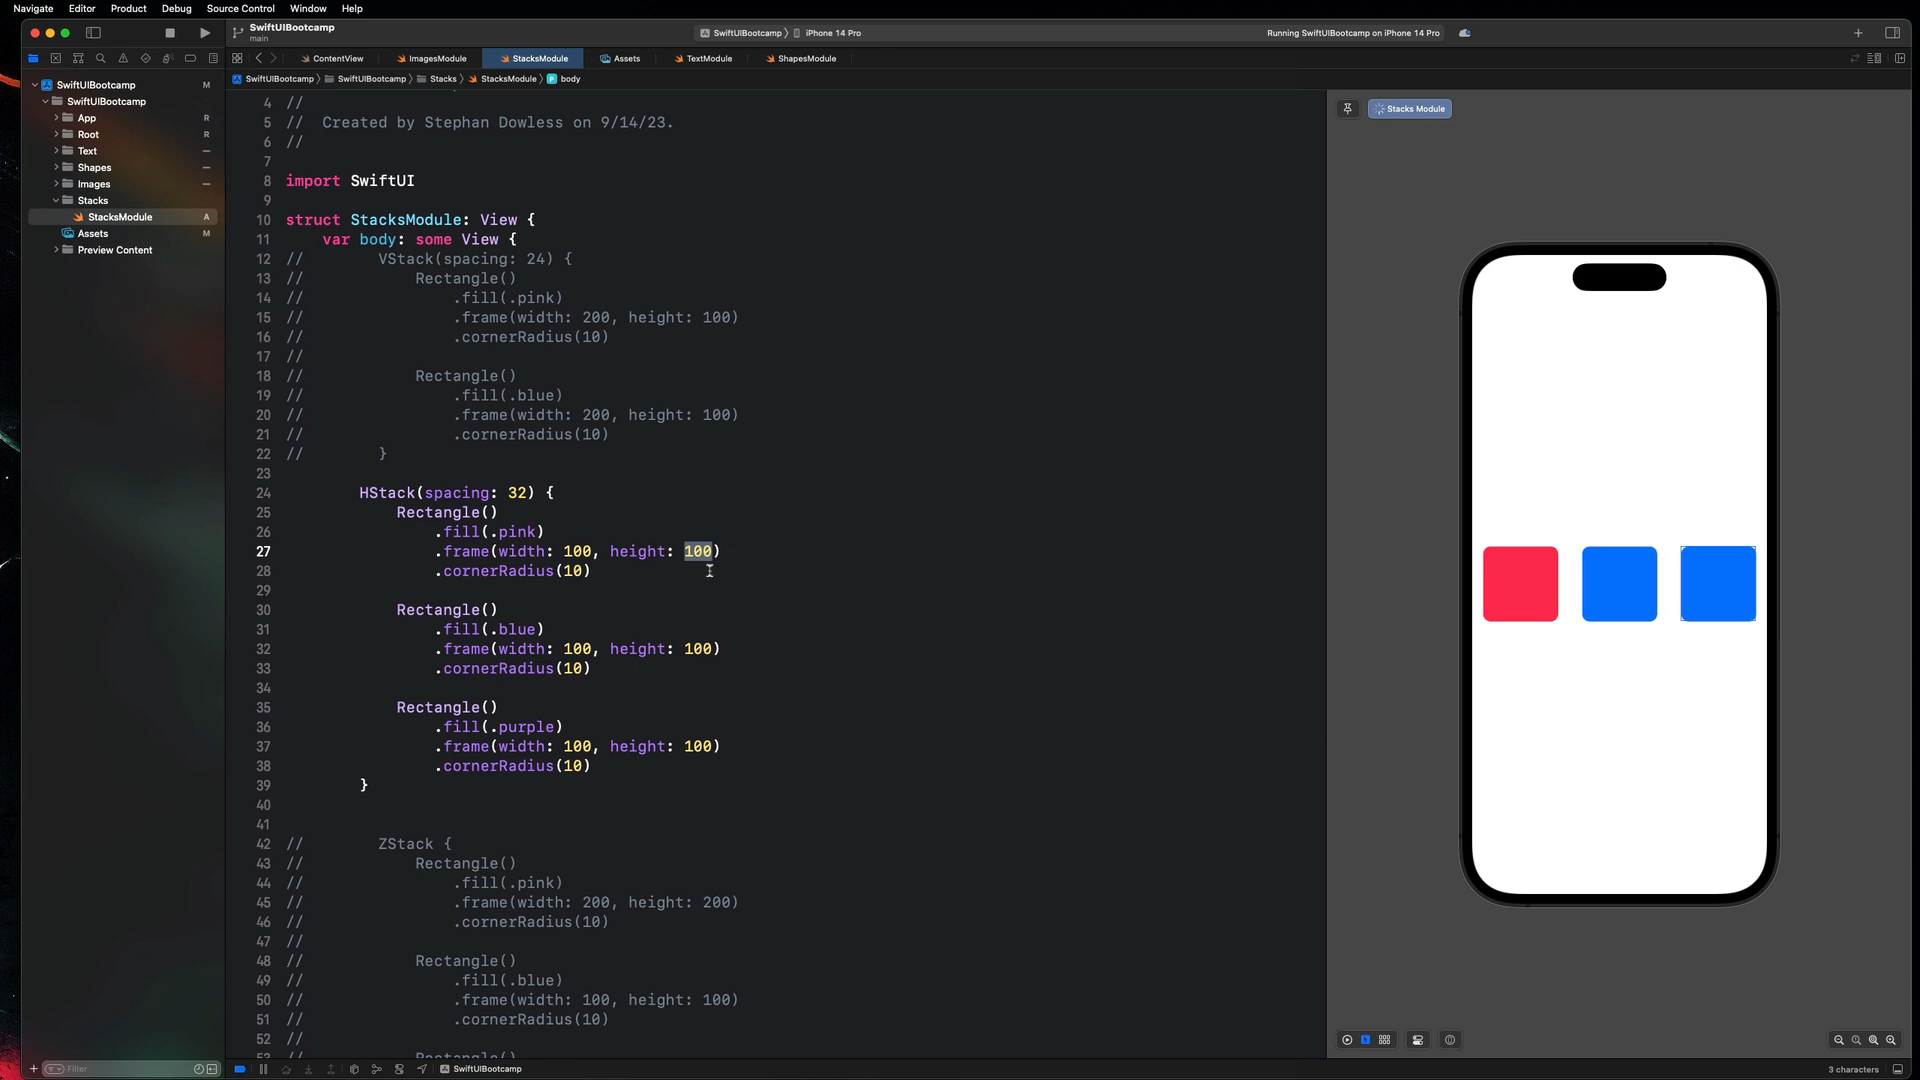 Navigate Editor Product Debug Source Control Window Help
SwiftUIBootcamp
main
SwiftUIBootcamp iPhone 14 Pro
Running SwiftUIBootcamp on iPhone 14 Pro
ContentView ImagesModule StacksModule Assets TextModule ShapesModule
SwiftUIBootcamp SwiftUIBootcamp Stacks StacksModule body
SwiftUIBootcamp M
SwiftUIBootcamp
App R
Root R
Text
Shapes
Images
Stacks
StacksModule A
Assets M
Preview Content
4 //
5 //  Created by Stephan Dowless on 9/14/23.
6 //
7
8 import SwiftUI
9
10 struct StacksModule: View {
11     var body: some View {
12 //        VStack(spacing: 24) {
13 //            Rectangle()
14 //                .fill(.pink)
15 //                .frame(width: 200, height: 100)
16 //                .cornerRadius(10)
17 //
18 //            Rectangle()
19 //                .fill(.blue)
20 //                .frame(width: 200, height: 100)
21 //                .cornerRadius(10)
22 //        }
23
24         HStack(spacing: 32) {
25             Rectangle()
26                 .fill(.pink)
27                 .frame(width: 100, height: 100)
28                 .cornerRadius(10)
29
30             Rectangle()
31                 .fill(.blue)
32                 .frame(width: 100, height: 100)
33                 .cornerRadius(10)
34
35             Rectangle()
36                 .fill(.purple)
37                 .frame(width: 100, height: 100)
38                 .cornerRadius(10)
39         }
40
41
42 //        ZStack {
43 //            Rectangle()
44 //                .fill(.pink)
45 //                .frame(width: 200, height: 200)
46 //                .cornerRadius(10)
47 //
48 //            Rectangle()
49 //                .fill(.blue)
50 //                .frame(width: 100, height: 100)
51 //                .cornerRadius(10)
52 //
53 //            Rectangle()
Stacks Module
Filter
SwiftUIBootcamp
3 characters